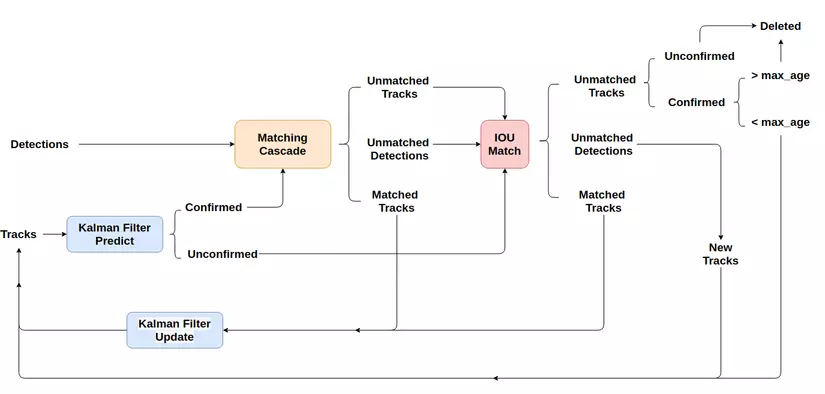 Deleted
Unconfirmed
Unmatched
Tracks
Unmatched
Tracks
> max_age
Confirmed
< max_age
Detections
Matching
Cascade
Unmatched
Detections
IOU
Match
Unmatched
Detections
Confirmed
Matched
Tracks
Matched
Tracks
Tracks
Kalman Filter
Predict
Unconfirmed
New
Tracks
Kalman Filter
Update